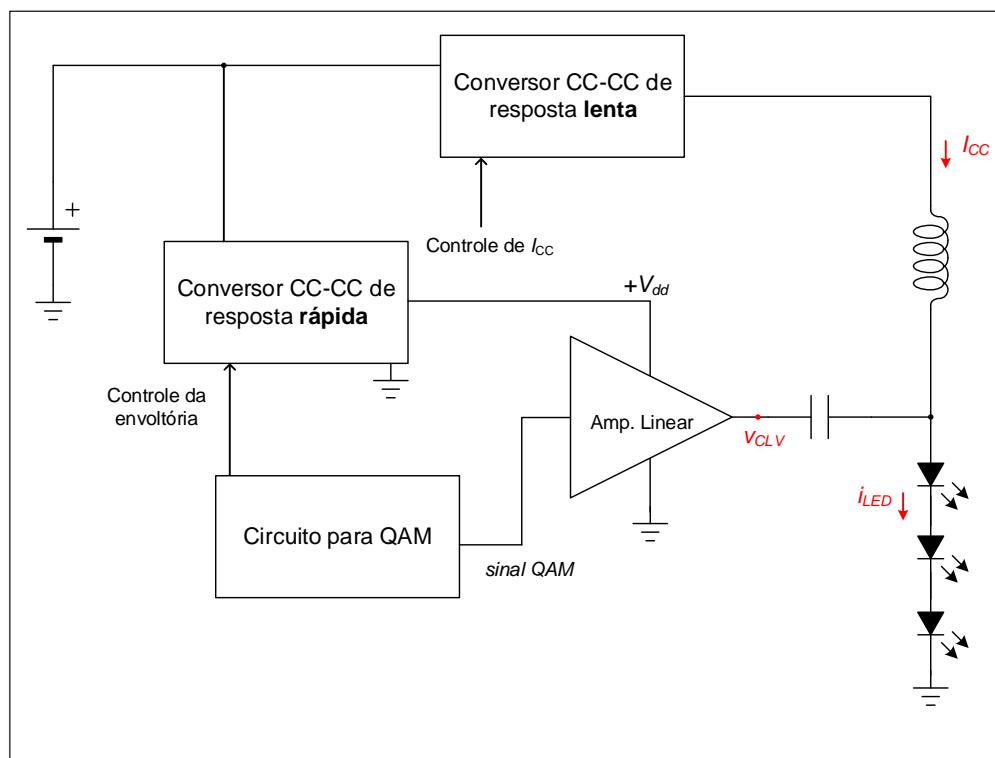 Conversor CC-CC de
resposta lenta
I_CC
+
Controle de I_CC
Conversor CC-CC de
resposta rápida
+V_dd
Controle da
envoltória
Amp. Linear
v_CLV
i_LED
Circuito para QAM
sinal QAM